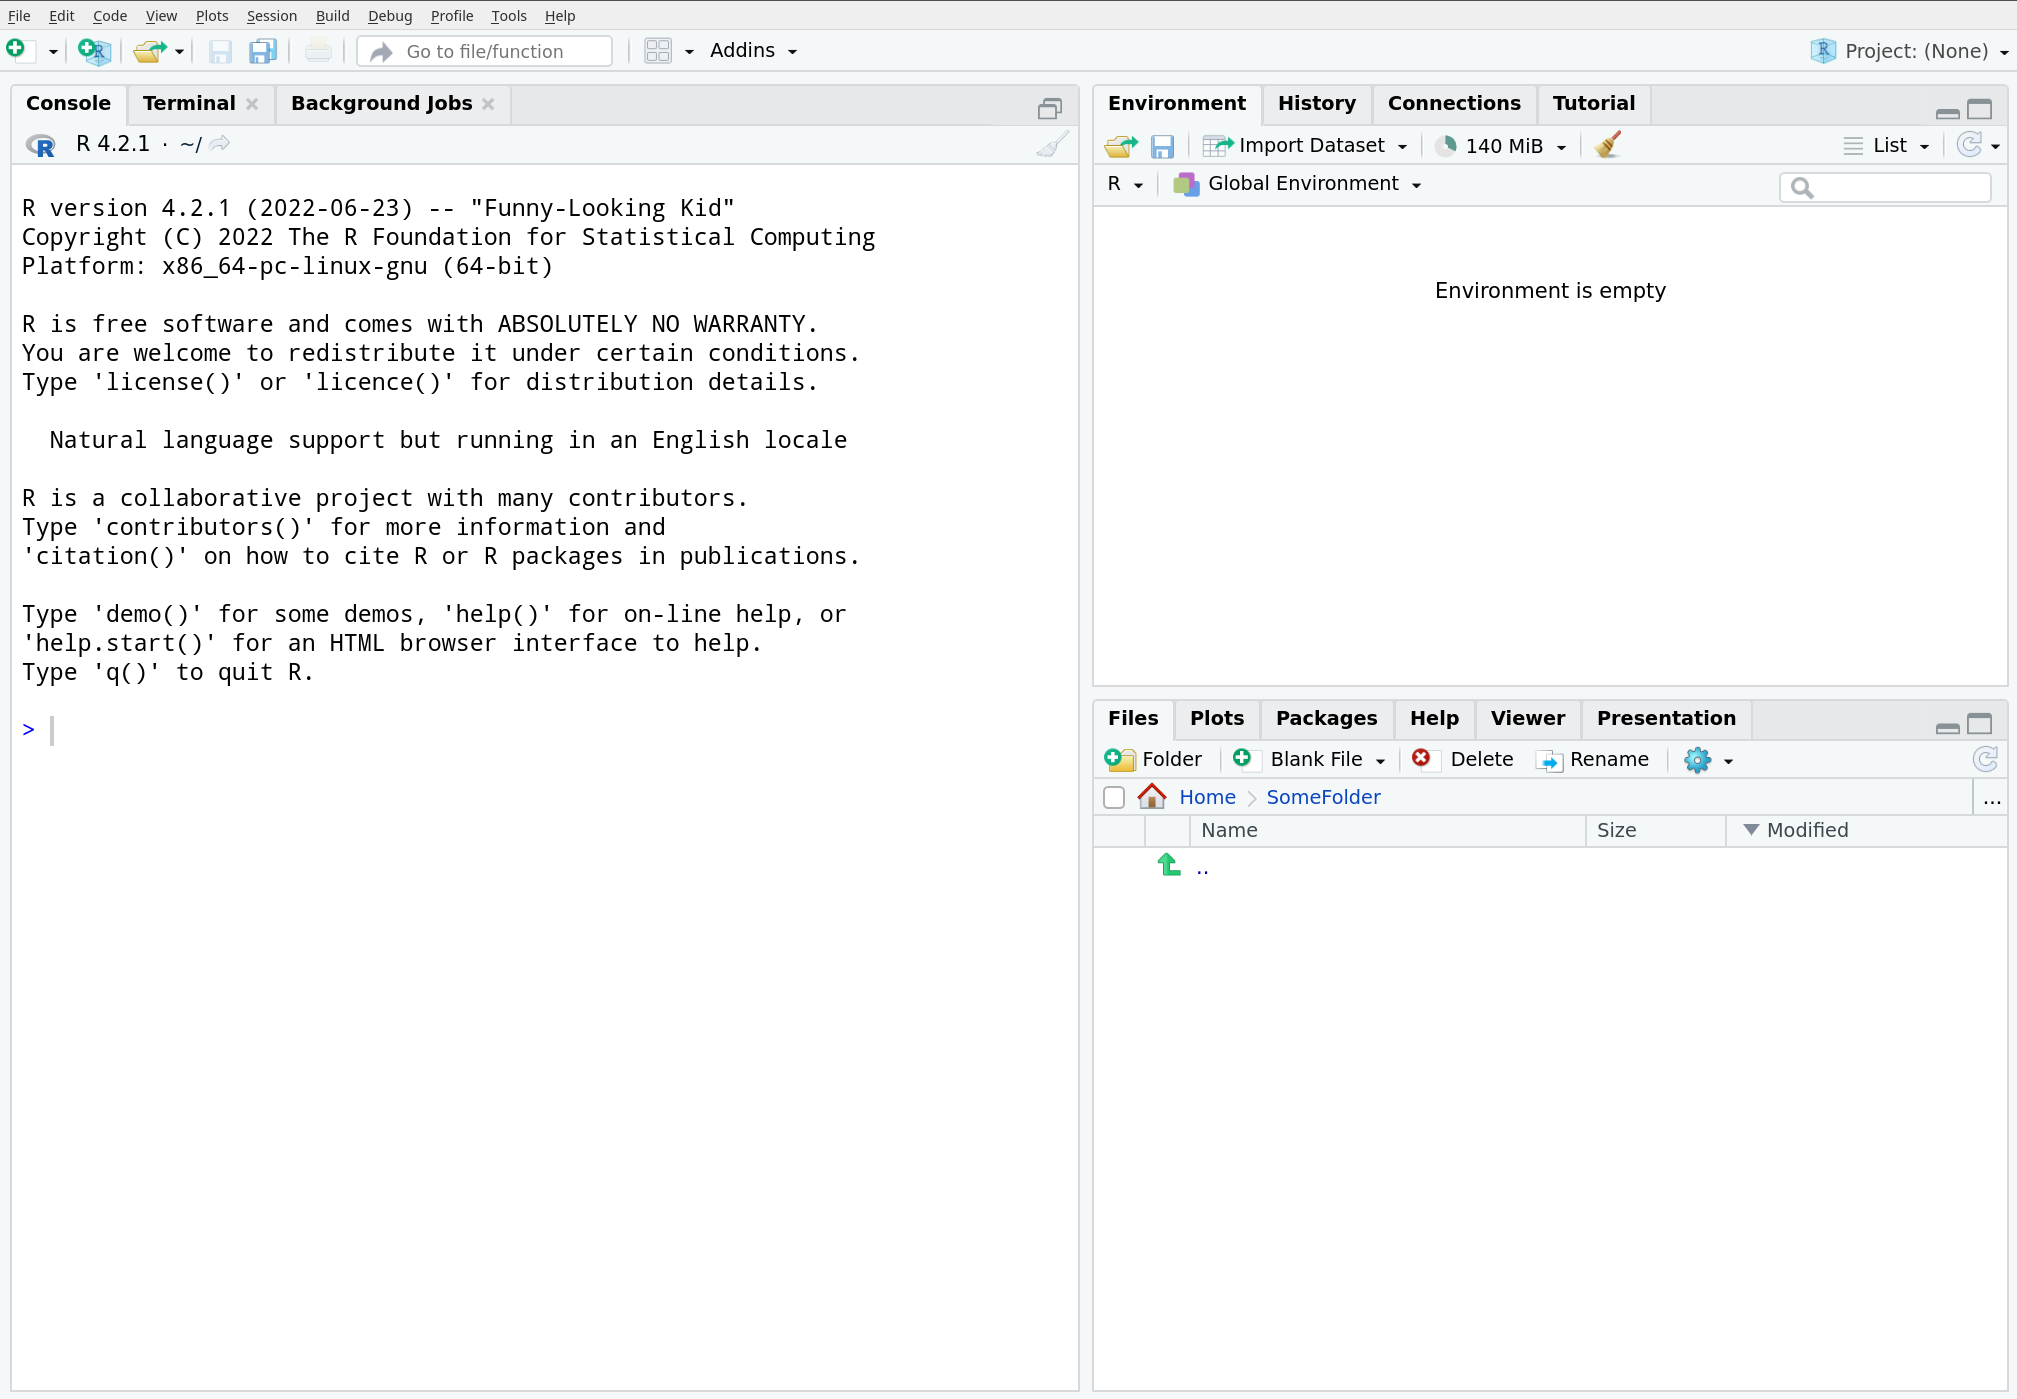 File Edit Code View Plots Session Build Debug Profile Tools Help
Go to file/function Addins Project: (None)
Console Terminal Background Jobs
R 4.2.1 · ~/
R version 4.2.1 (2022-06-23) -- "Funny-Looking Kid"
Copyright (C) 2022 The R Foundation for Statistical Computing
Platform: x86_64-pc-linux-gnu (64-bit)
R is free software and comes with ABSOLUTELY NO WARRANTY.
You are welcome to redistribute it under certain conditions.
Type 'license()' or 'licence()' for distribution details.
Natural language support but running in an English locale
R is a collaborative project with many contributors.
Type 'contributors()' for more information and
'citation()' on how to cite R or R packages in publications.
Type 'demo()' for some demos, 'help()' for on-line help, or
'help.start()' for an HTML browser interface to help.
Type 'q()' to quit R.
>
Environment History Connections Tutorial
Import Dataset 140 MiB List
R Global Environment
Environment is empty
Files Plots Packages Help Viewer Presentation
Folder Blank File Delete Rename
Home SomeFolder ...
Name Size Modified
..